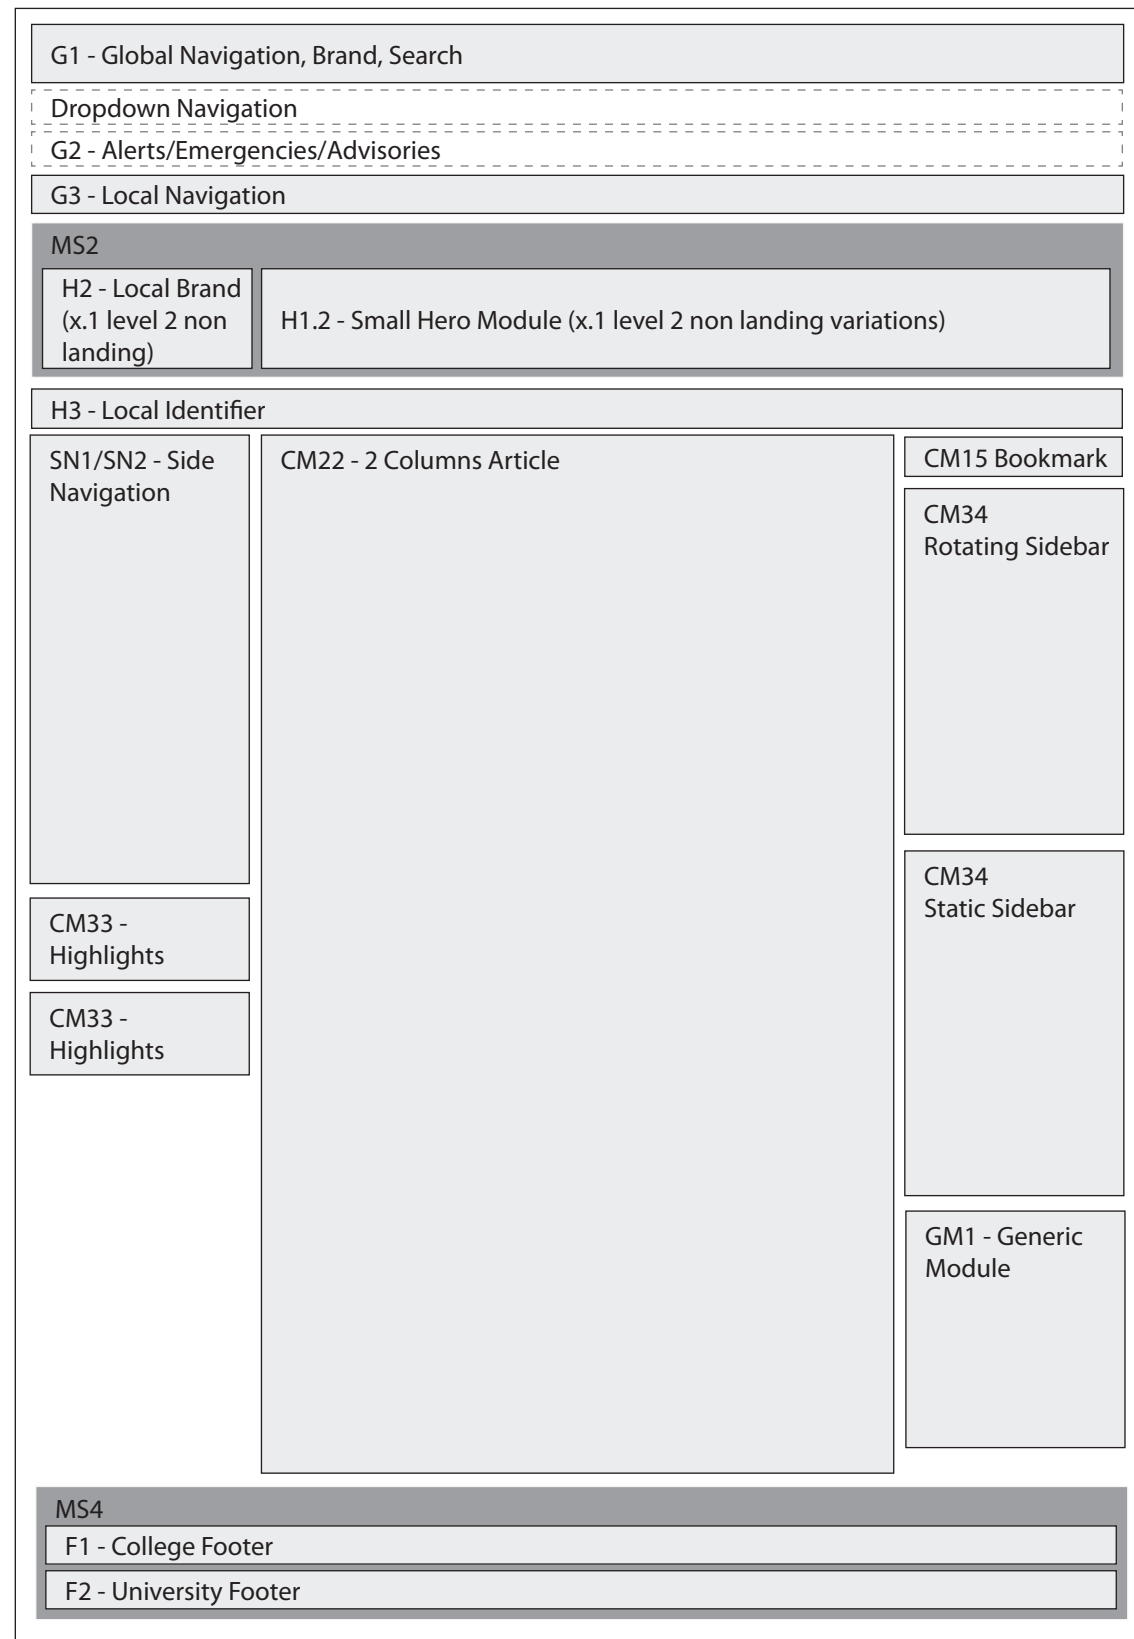 G1 - Global Navigation, Brand, Search
Dropdown Navigation
G2 - Alerts/Emergencies/Advisories
G3 - Local Navigation
MS2
H2 - Local Brand
(x.1 level 2 non
landing)
H1.2 - Small Hero Module (x.1 level 2 non landing variations)
H3 - Local Identifier
SN1/SN2 - Side
Navigation
CM33 -
Highlights
CM33 -
Highlights
CM22 - 2 Columns Article
CM15 Bookmark
CM34
Rotating Sidebar
CM34
Static Sidebar
GM1 - Generic
Module
MS4
F1 - College Footer
F2 - University Footer